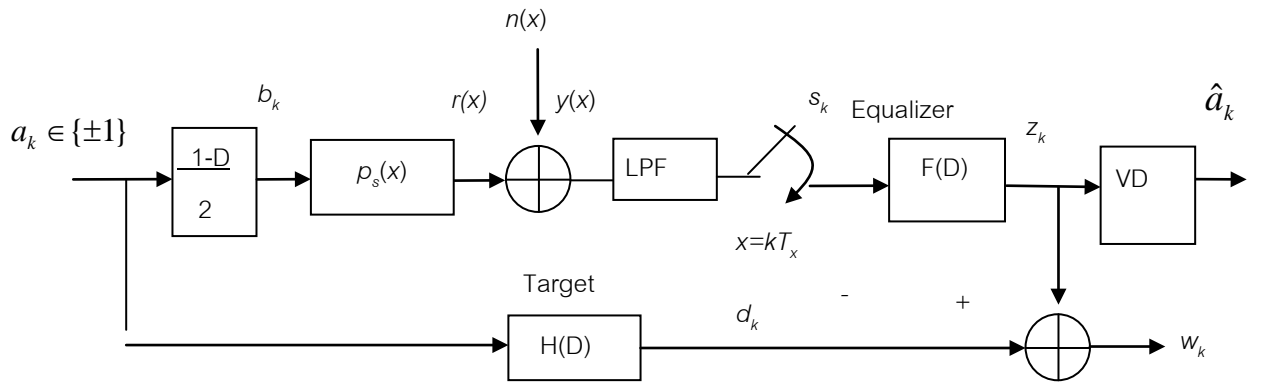 n(x)
b_k
r(x)
y(x)
s_k
Equalizer
z_k
â_k
a_k ∈ {±1}
1-D
2
p_s(x)
LPF
F(D)
VD
x=kT_x
Target
d_k
-
+
H(D)
w_k